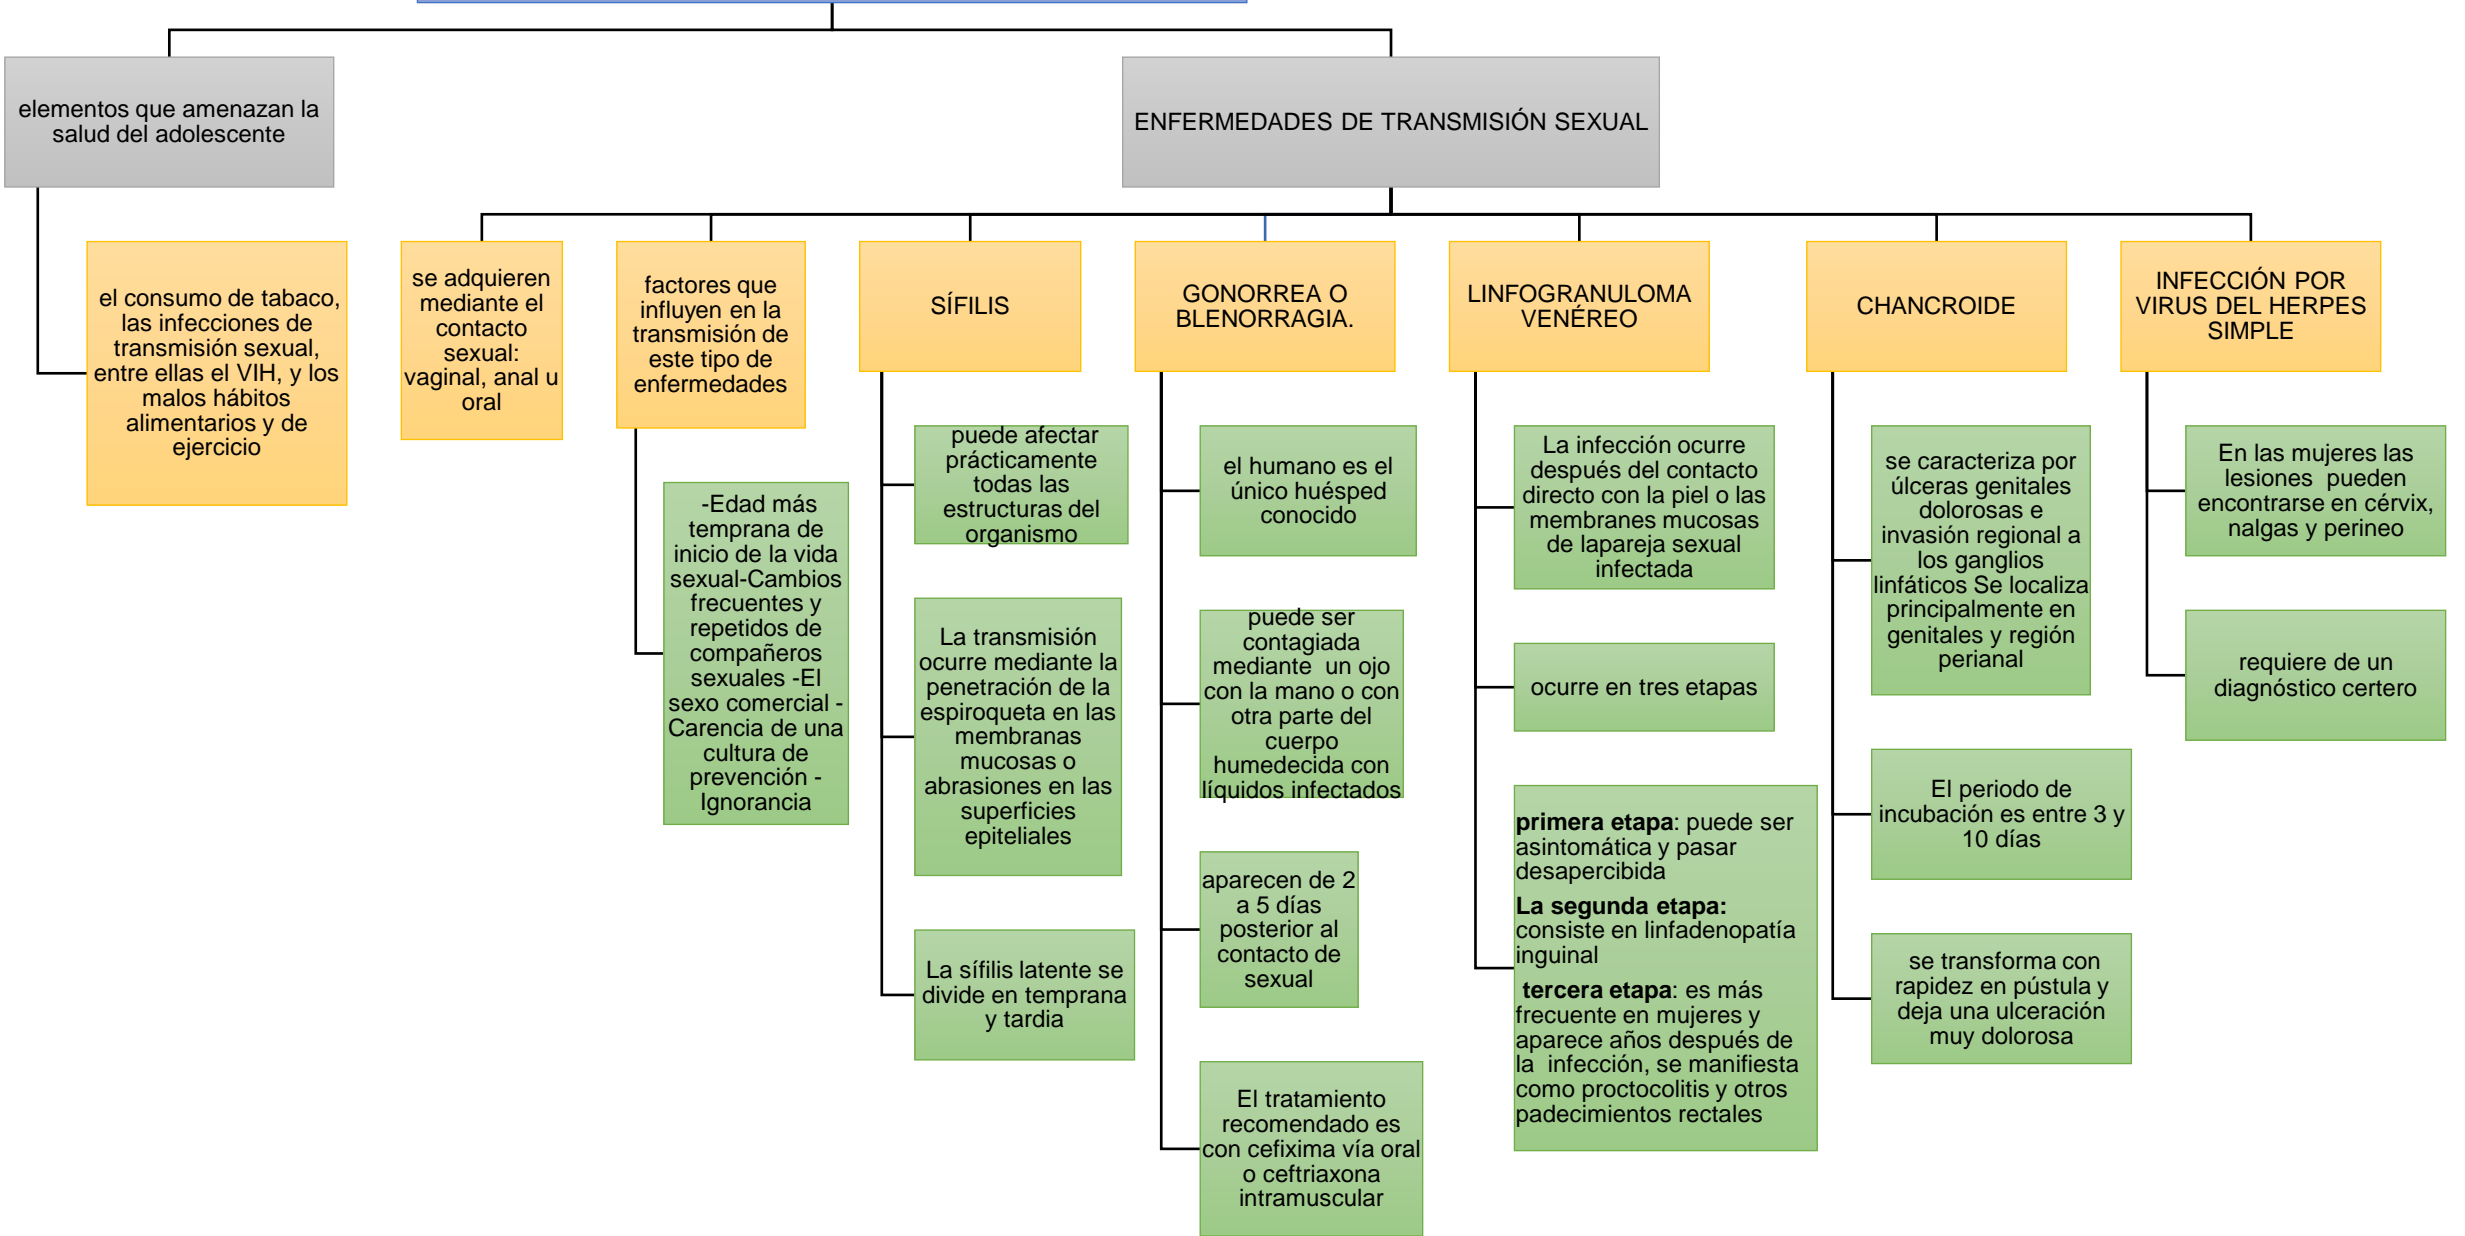 elementos que amenazan la
salud del adolescente
ENFERMEDADES DE TRANSMISIÓN SEXUAL
el consumo de tabaco,
las infecciones de
transmisión sexual,
entre ellas el VIH, y los
malos hábitos
alimentarios y de
ejercicio
se adquieren
mediante el
contacto
sexual:
vaginal, anal u
oral
factores que
influyen en la
transmisión de
este tipo de
enfermedades
-Edad más
temprana de
inicio de la vida
sexual-Cambios
frecuentes y
repetidos de
compañeros
sexuales -El
sexo comercial -
Carencia de una
cultura de
prevención -
Ignorancia
SÍFILIS
puede afectar
prácticamente
todas las
estructuras del
organismo
La transmisión
ocurre mediante la
penetración de la
espiroqueta en las
membranas
mucosas o
abrasiones en las
superficies
epiteliales
La sífilis latente se
divide en temprana
y tardia
GONORREA O
BLENORRAGIA.
el humano es el
único huésped
conocido
puede ser
contagiada
mediante  un ojo
con la mano o con
otra parte del
cuerpo
humedecida con
líquidos infectados
aparecen de 2
a 5 días
posterior al
contacto de
sexual
El tratamiento
recomendado es
con cefixima vía oral
o ceftriaxona
intramuscular
LINFOGRANULOMA
VENÉREO
La infección ocurre
después del contacto
directo con la piel o las
membranes mucosas
de lapareja sexual
infectada
ocurre en tres etapas
primera etapa: puede ser
asintomática y pasar
desapercibida
La segunda etapa:
consiste en linfadenopatía
inguinal
tercera etapa: es más
frecuente en mujeres y
aparece años después de
la  infección, se manifiesta
como proctocolitis y otros
padecimientos rectales
CHANCROIDE
se caracteriza por
úlceras genitales
dolorosas e
invasión regional a
los ganglios
linfáticos Se localiza
principalmente en
genitales y región
perianal
El periodo de
incubación es entre 3 y
10 días
se transforma con
rapidez en pústula y
deja una ulceración
muy dolorosa
INFECCIÓN POR
VIRUS DEL HERPES
SIMPLE
En las mujeres las
lesiones  pueden
encontrarse en cérvix,
nalgas y perineo
requiere de un
diagnóstico certero